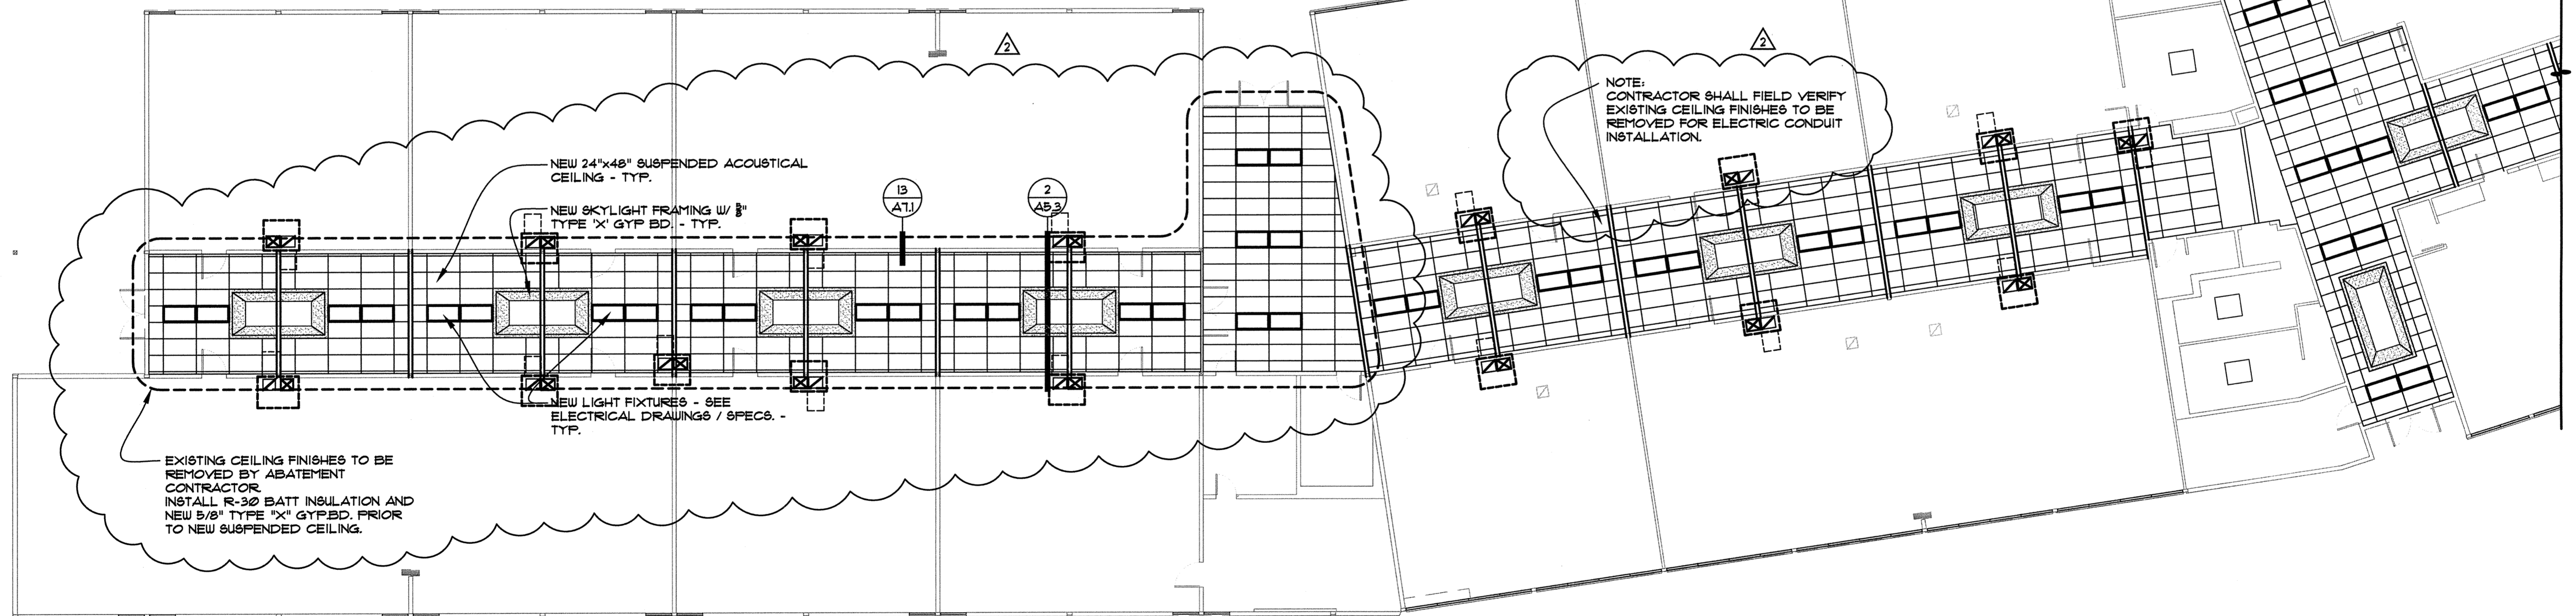 2
2
NOTE:
CONTRACTOR SHALL FIELD VERIFY
EXISTING CEILING FINISHES TO BE
REMOVED FOR ELECTRIC CONDUIT
INSTALLATION.
NEW 24"x48" SUSPENDED ACOUSTICAL
CEILING - TYP.
13
A7.1
2
A5.3
NEW SKYLIGHT FRAMING W/ 5/8"
TYPE 'X' GYP BD. - TYP.
NEW LIGHT FIXTURES - SEE
ELECTRICAL DRAWINGS / SPECS. -
TYP.
EXISTING CEILING FINISHES TO BE
REMOVED BY ABATEMENT
CONTRACTOR.
INSTALL R-30 BATT INSULATION AND
NEW 5/8" TYPE "X" GYP.BD. PRIOR
TO NEW SUSPENDED CEILING.